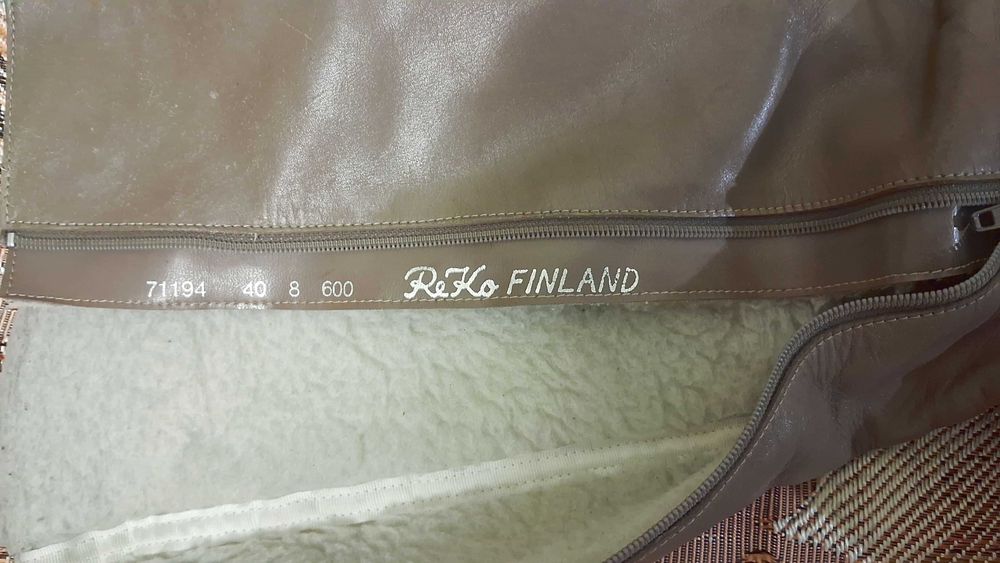 71194 40 8 600 ReKo FINLAND